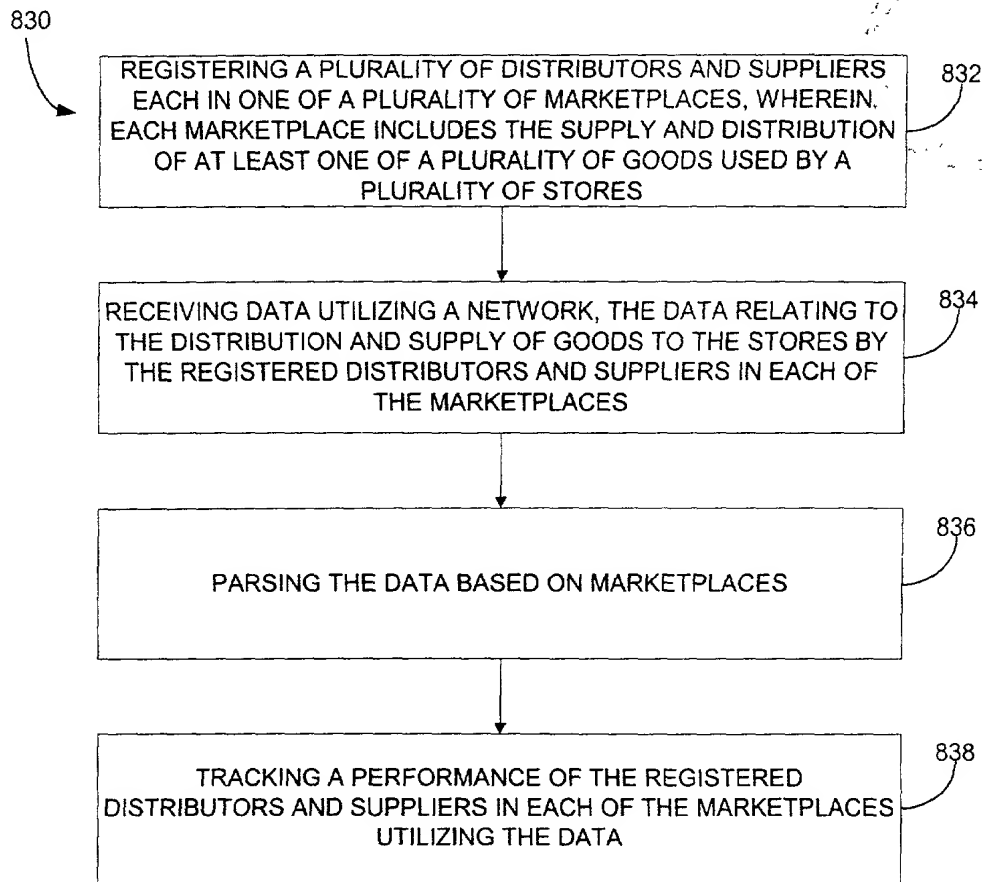 830
REGISTERING A PLURALITY OF DISTRIBUTORS AND SUPPLIERS
EACH IN ONE OF A PLURALITY OF MARKETPLACES, WHEREIN.
EACH MARKETPLACE INCLUDES THE SUPPLY AND DISTRIBUTION
OF AT LEAST ONE OF A PLURALITY OF GOODS USED BY A
PLURALITY OF STORES
832
RECEIVING DATA UTILIZING A NETWORK, THE DATA RELATING TO
THE DISTRIBUTION AND SUPPLY OF GOODS TO THE STORES BY
THE REGISTERED DISTRIBUTORS AND SUPPLIERS IN EACH OF
THE MARKETPLACES
834
PARSING THE DATA BASED ON MARKETPLACES
836
TRACKING A PERFORMANCE OF THE REGISTERED
DISTRIBUTORS AND SUPPLIERS IN EACH OF THE MARKETPLACES
UTILIZING THE DATA
838